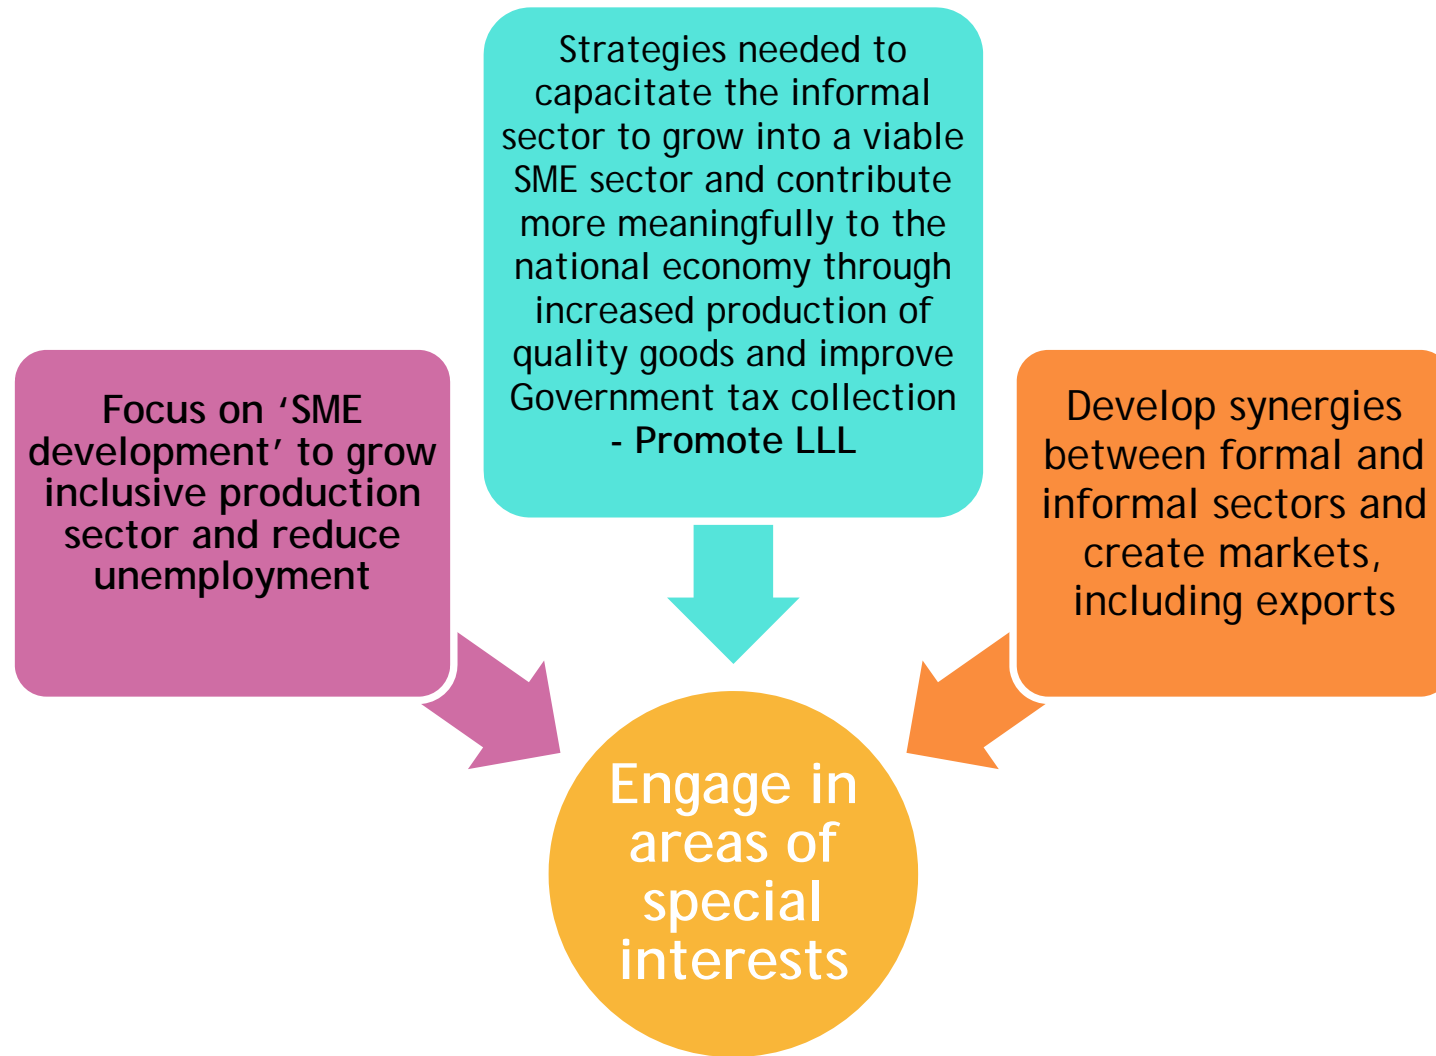 Strategies needed to
capacitate the informal
sector to grow into a viable
SME sector and contribute
more meaningfully to the
national economy through
increased production of
quality goods and improve
Government tax collection
- Promote LLL
Focus on ‘SME
development’ to grow
inclusive production
sector and reduce
unemployment
Develop synergies
between formal and
informal sectors and
create markets,
including exports
Engage in
areas of
special
interests